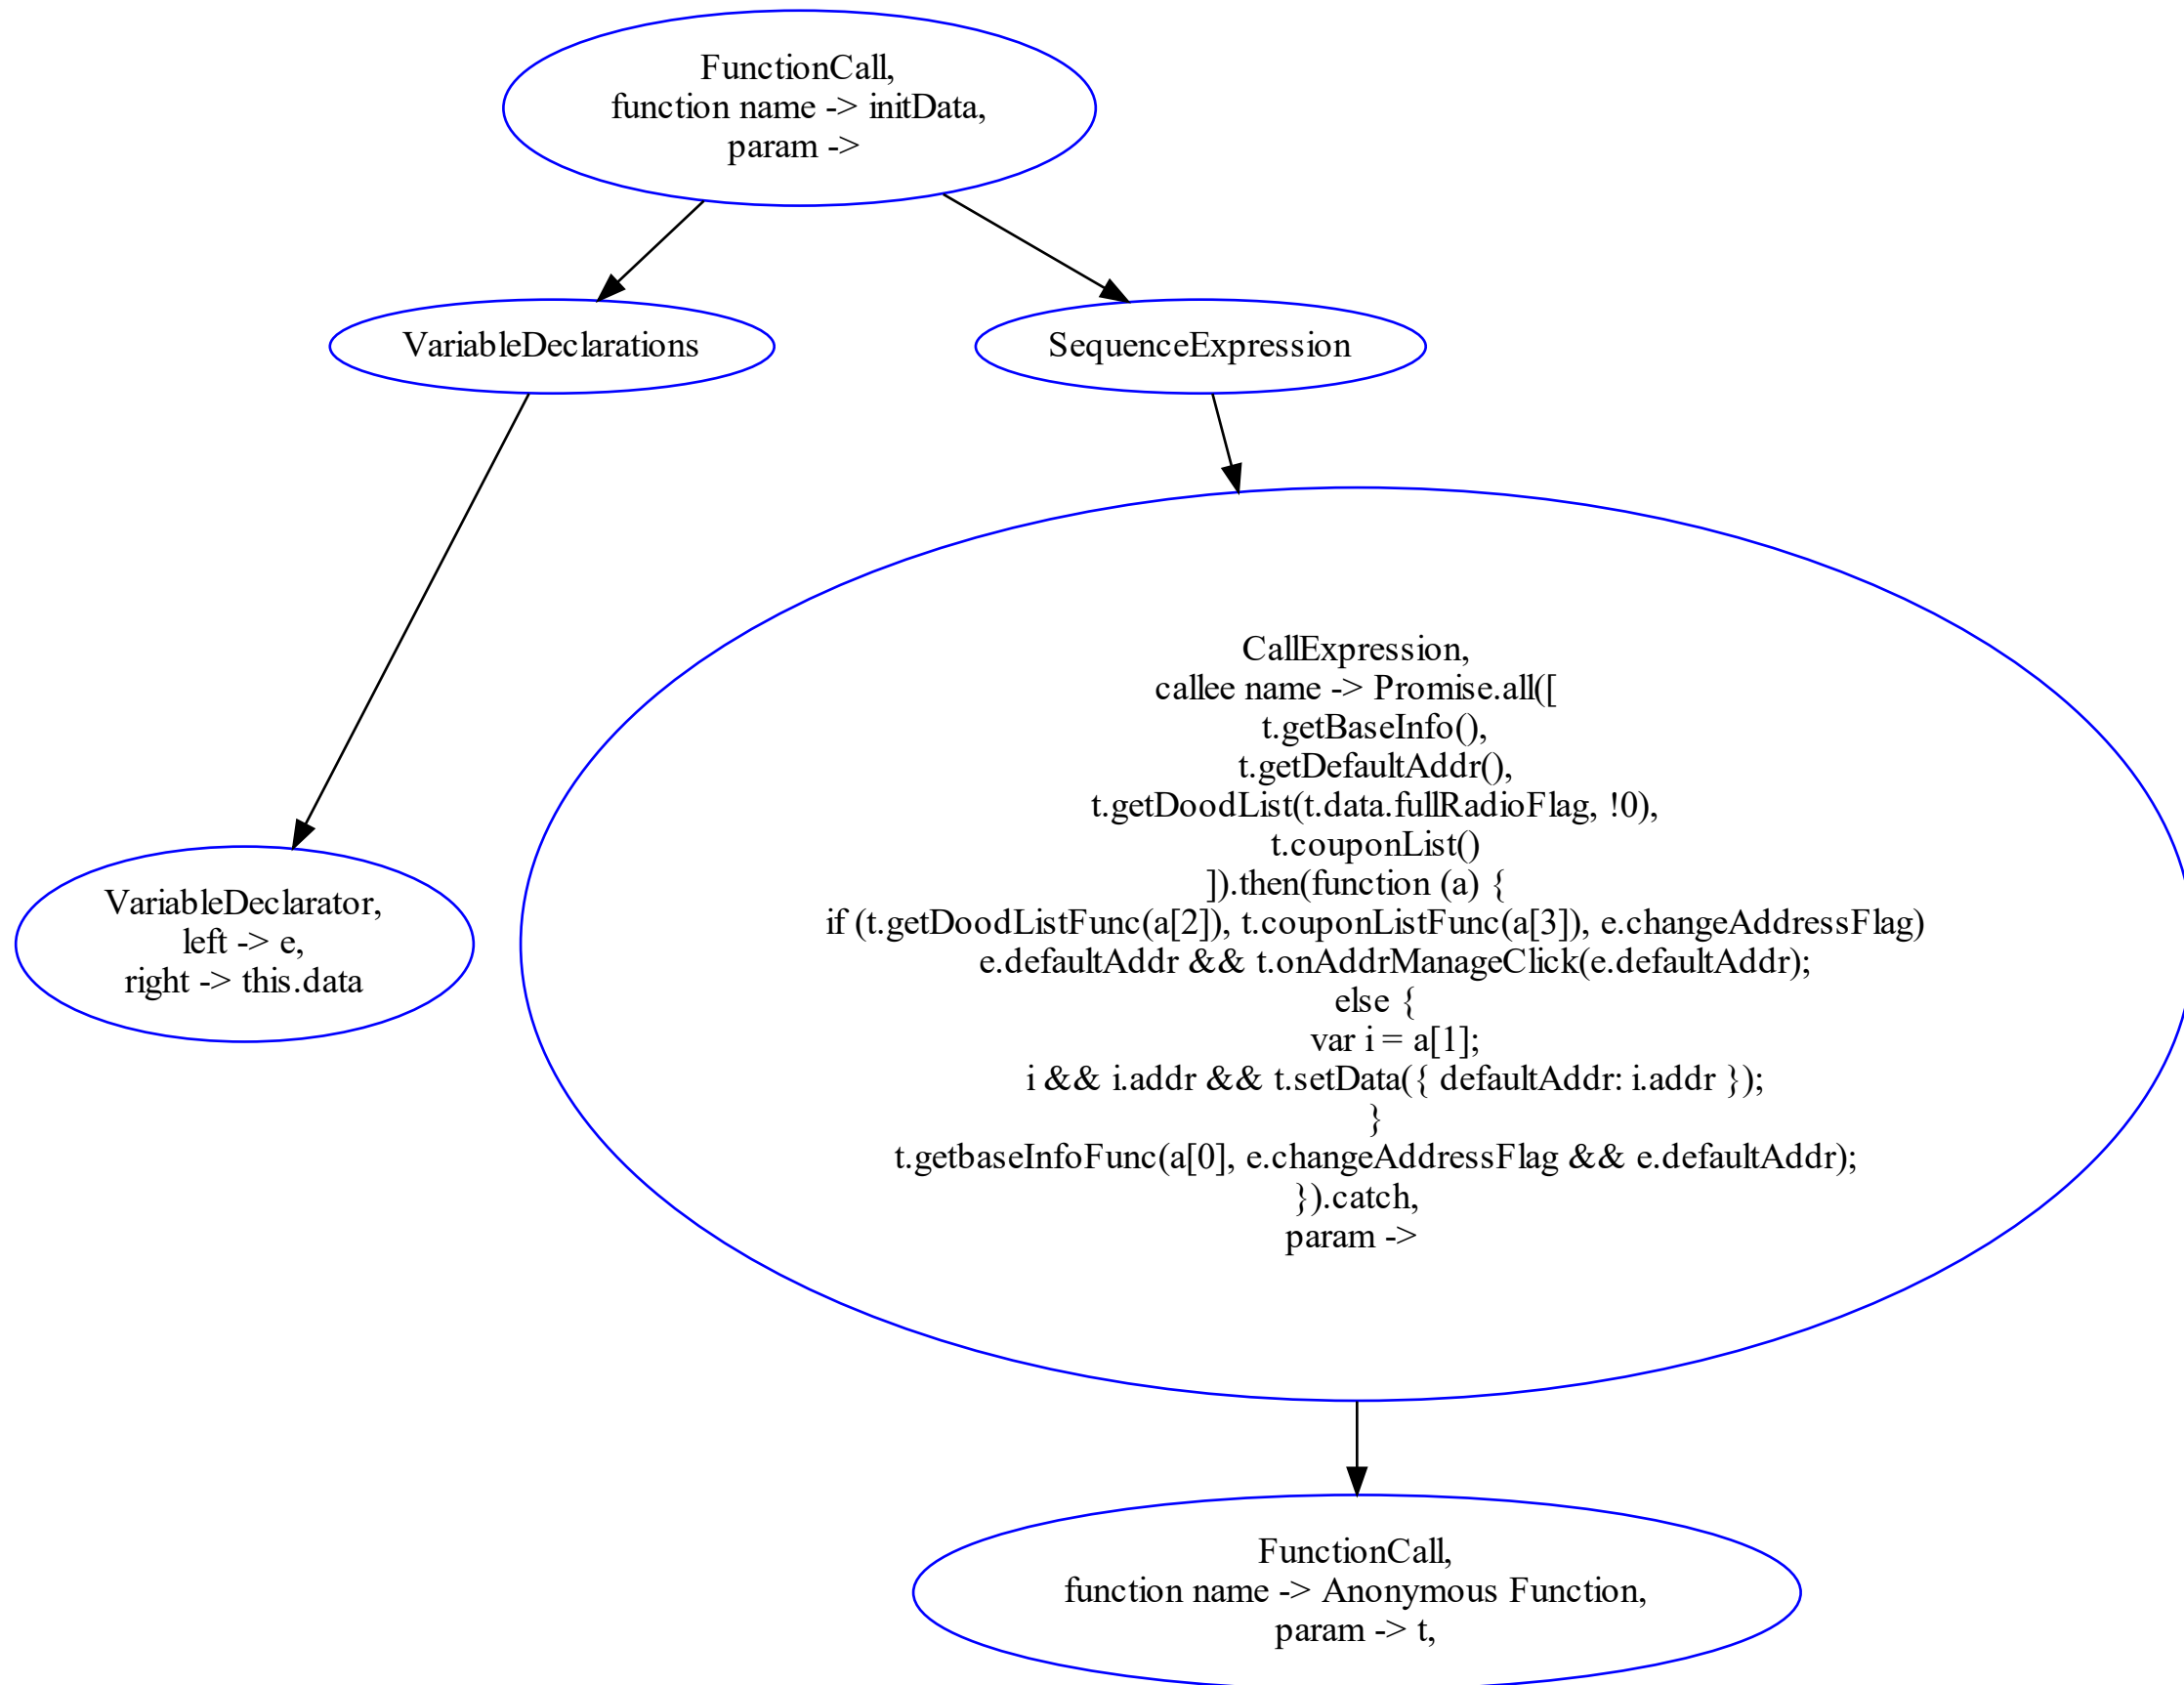 FunctionCall,
function name -> initData,
param ->
VariableDeclarations
SequenceExpression
VariableDeclarator,
left -> e,
right -> this.data
CallExpression,
callee name -> Promise.all([
t.getBaseInfo(),
t.getDefaultAddr(),
t.getDoodList(t.data.fullRadioFlag, !0),
t.couponList()
]).then(function (a) {
if (t.getDoodListFunc(a[2]), t.couponListFunc(a[3]), e.changeAddressFlag)
e.defaultAddr && t.onAddrManageClick(e.defaultAddr);
else {
var i = a[1];
i && i.addr && t.setData({ defaultAddr: i.addr });
}
t.getbaseInfoFunc(a[0], e.changeAddressFlag && e.defaultAddr);
}).catch,
param ->
FunctionCall,
function name -> Anonymous Function,
param -> t,